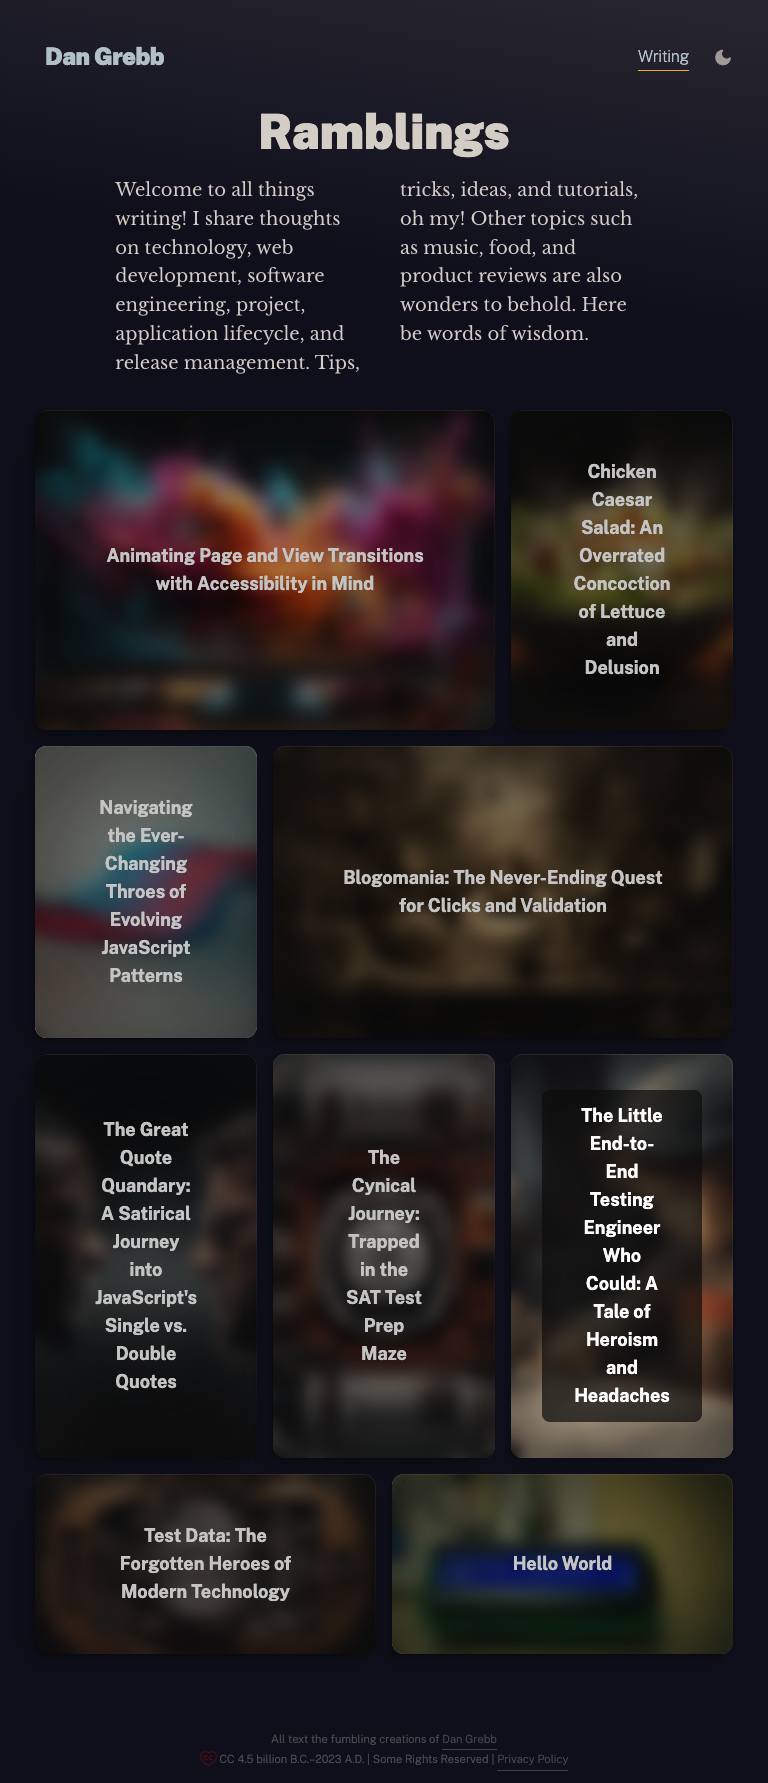 Dan Grebb
Writing
Ramblings
Welcome to all things
writing! I share thoughts
on technology, web
development, software
engineering, project,
application lifecycle, and
release management. Tips,
tricks, ideas, and tutorials,
oh my! Other topics such
as music, food, and
product reviews are also
wonders to behold. Here
be words of wisdom.
Animating Page and View Transitions
with Accessibility in Mind
Chicken
Caesar
Salad: An
Overrated
Concoction
of Lettuce
and
Delusion
Navigating
the Ever-
Changing
Throes of
Evolving
JavaScript
Patterns
Blogomania: The Never-Ending Quest
for Clicks and Validation
The Great
Quote
Quandary:
A Satirical
Journey
into
JavaScript's
Single vs.
Double
Quotes
The
Cynical
Journey:
Trapped
in the
SAT Test
Prep
Maze
The Little
End-to-
End
Testing
Engineer
Who
Could: A
Tale of
Heroism
and
Headaches
Test Data: The
Forgotten Heroes of
Modern Technology
Hello World
All text the fumbling creations of Dan Grebb
CC 4.5 billion B.C.–2023 A.D. | Some Rights Reserved | Privacy Policy